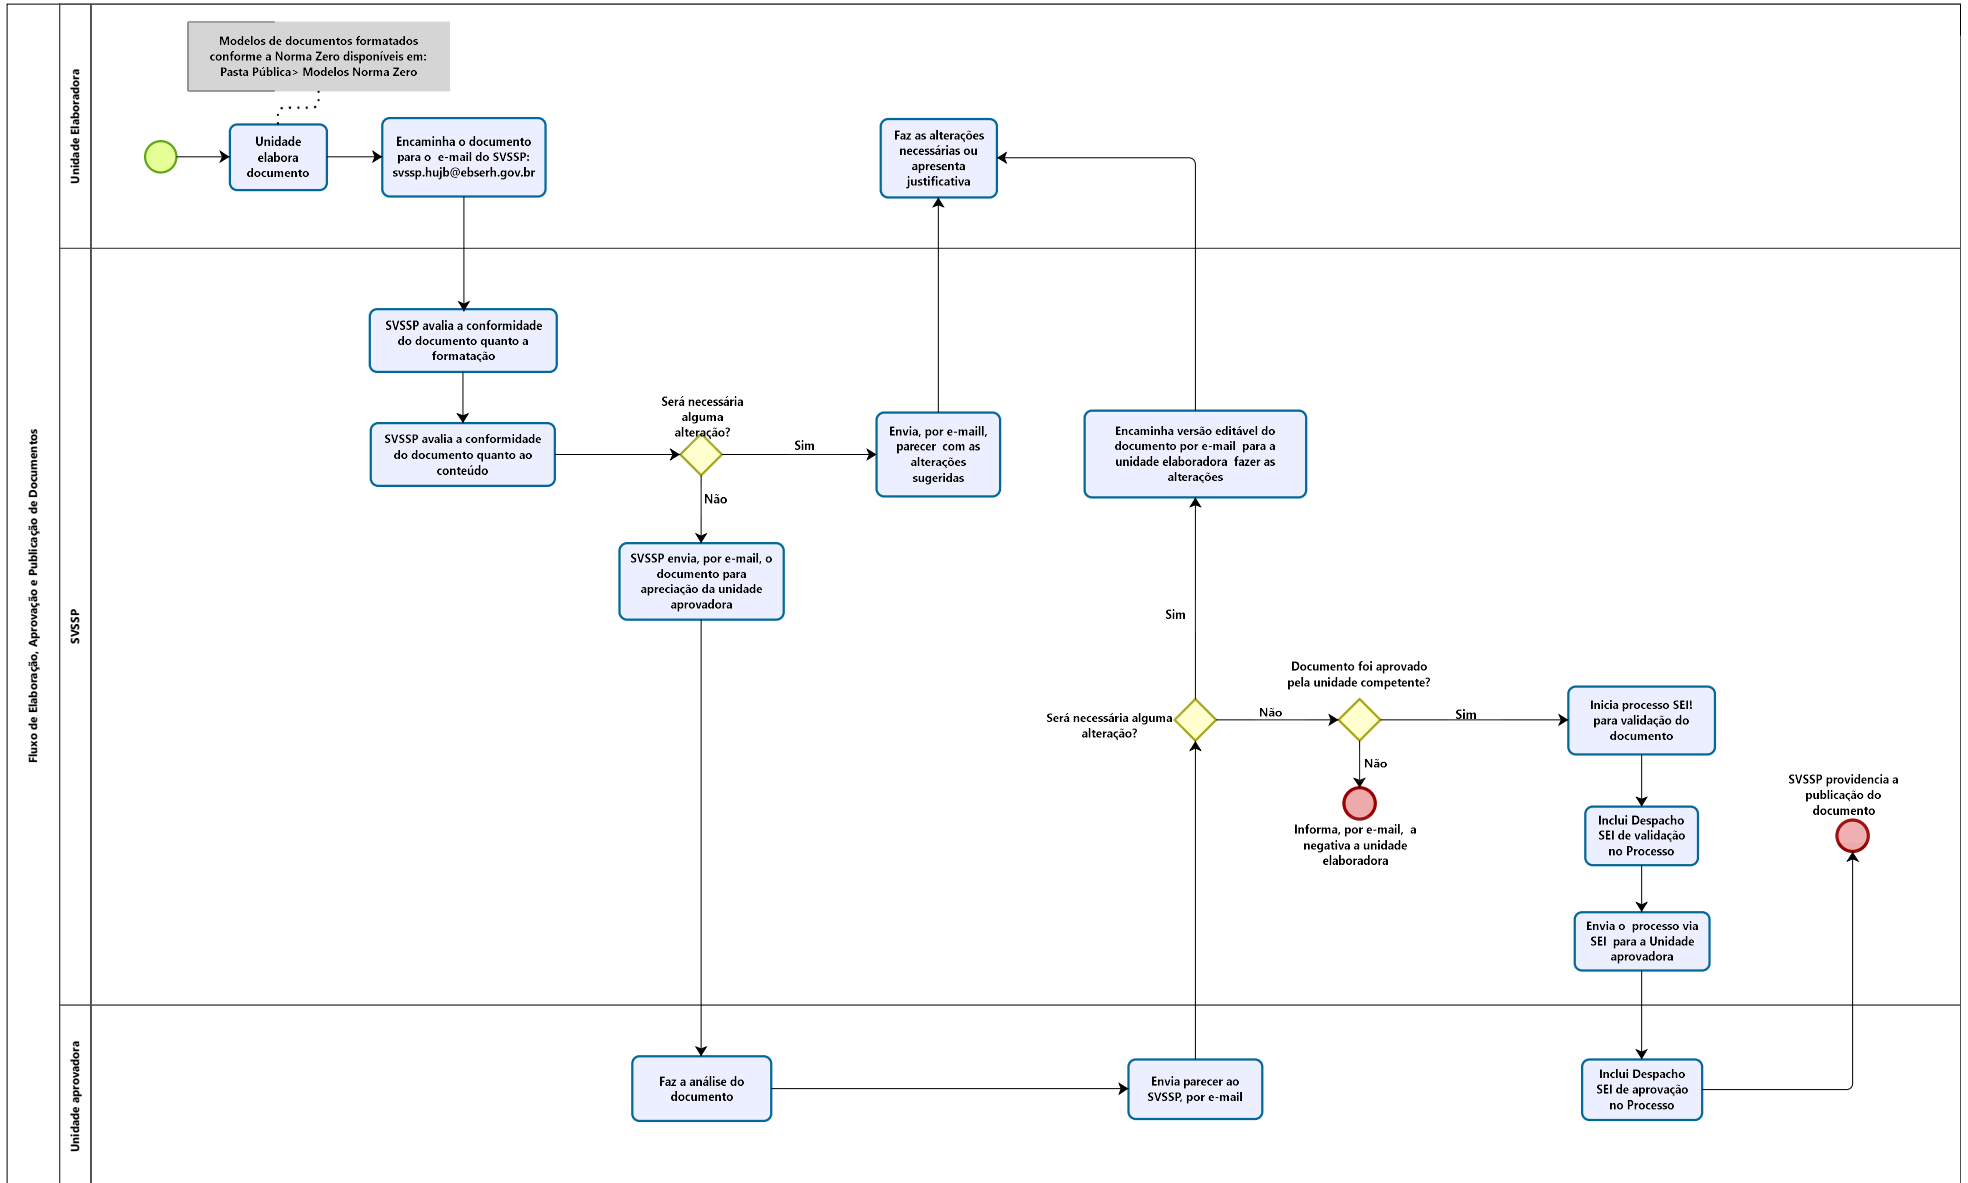 Fluxo de Elaboração, Aprovação e Publicação de Documentos
Unidade Elaboradora
Modelos de documentos formatados
conforme a Norma Zero disponíveis em:
Pasta Pública> Modelos Norma Zero
Unidade
elabora
documento
Encaminha o documento
para o  e-mail do SVSSP:
svssp.hujb@ebserh.gov.br
Faz as alterações
necessárias ou
apresenta
justificativa
SVSSP
SVSSP avalia a conformidade
do documento quanto a
formatação
SVSSP avalia a conformidade
do documento quanto ao
conteúdo
Será necessária
alguma
alteração?
Sim
Não
Envia, por e-maill,
parecer  com as
alterações
sugeridas
SVSSP envia, por e-mail, o
documento para
apreciação da unidade
aprovadora
Encaminha versão editável do
documento por e-mail  para a
unidade elaboradora  fazer as
alterações
Sim
Será necessária alguma
alteração?
Não
Documento foi aprovado
pela unidade competente?
Sim
Não
Informa, por e-mail,  a
negativa a unidade
elaboradora
Inicia processo SEI!
para validação do
documento
Inclui Despacho
SEI de validação
no Processo
Envia o  processo via
SEI  para a Unidade
aprovadora
SVSSP providencia a
publicação do
documento
Unidade aprovadora
Faz a análise do
documento
Envia parecer ao
SVSSP, por e-mail
Inclui Despacho
SEI de aprovação
no Processo